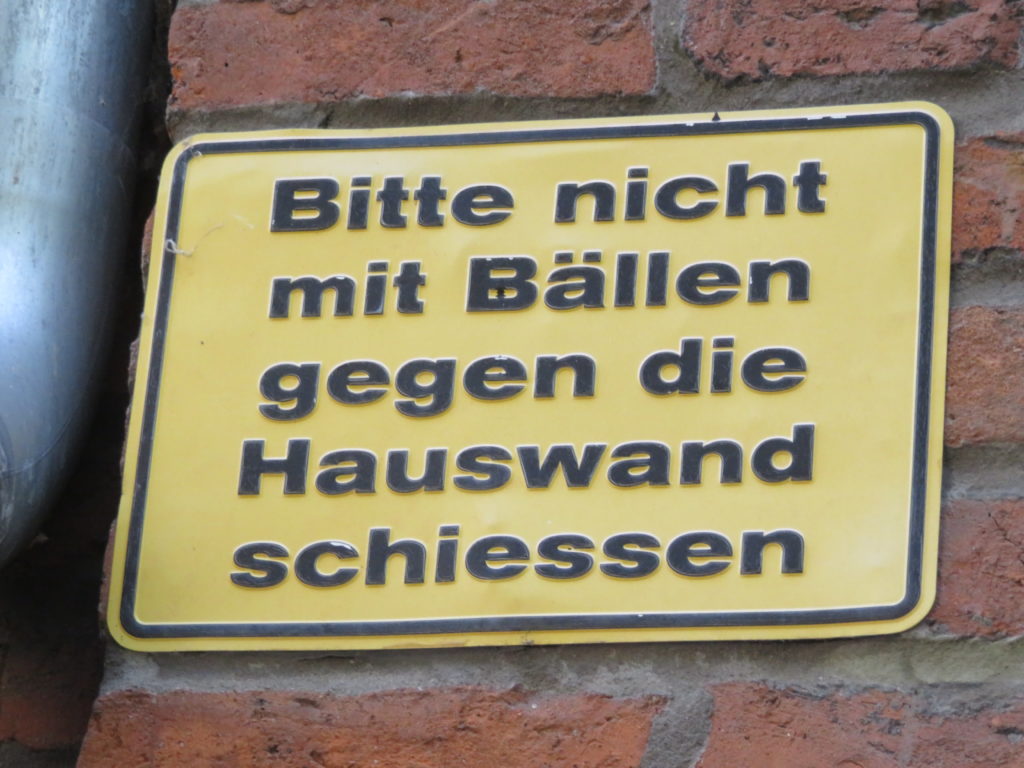 Bitte nicht
mit Bällen
gegen die
Hauswand
schiessen